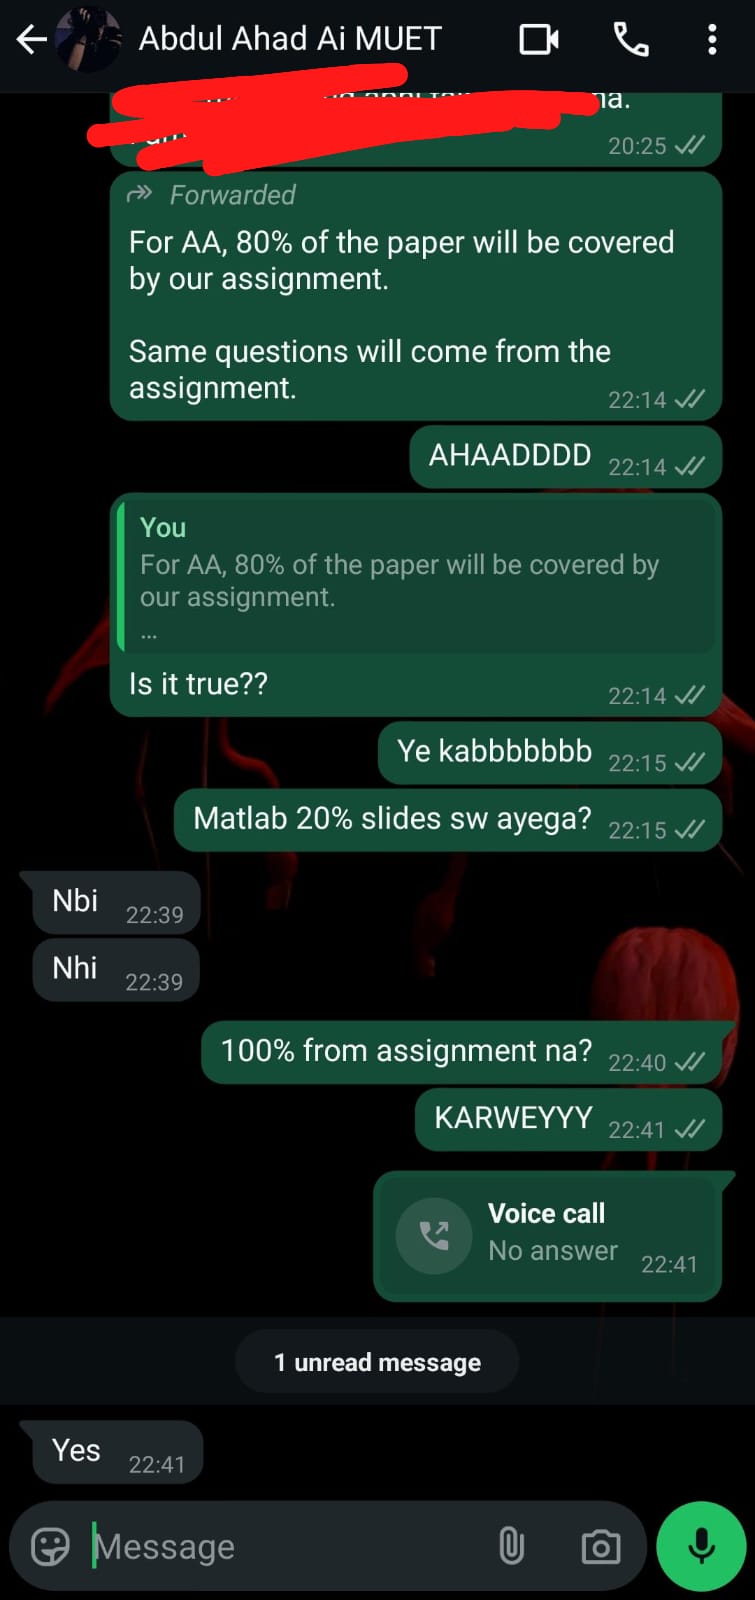 Abdul Ahad Ai MUET
na.
20:25
Forwarded
For AA, 80% of the paper will be covered
by our assignment.
Same questions will come from the
assignment.
22:14
AHAADDDD 22:14
You
For AA, 80% of the paper will be covered by
our assignment.
...
Is it true??
22:14
Ye kabbbbbbb 22:15
Matlab 20% slides sw ayega? 22:15
Nbi 22:39
Nhi 22:39
100% from assignment na? 22:40
KARWEYYY 22:41
Voice call
No answer 22:41
1 unread message
Yes 22:41
Message